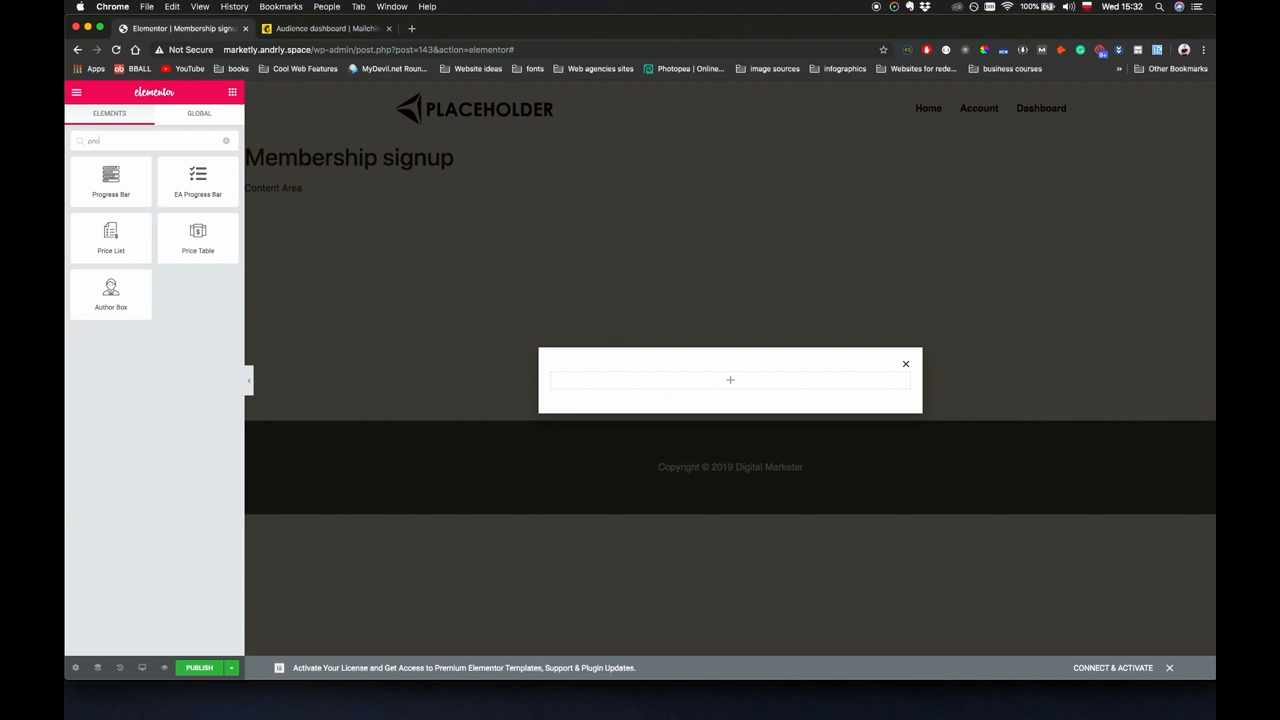 Chrome File Edit View History Bookmarks People Tab Window Help 100% Wed 15:32
Elementor | Membership signup Audience dashboard | Mailchi
Not Secure marketly.andrly.space/wp-admin/post.php?post=143&action=elementor#
Apps BBALL YouTube books Cool Web Features MyDevil.net Roun... Website ideas fonts Web agencies sites Photopea | Online... image sources infographics Websites for rede... business courses » Other Bookmarks
elementor
ELEMENTS GLOBAL
PLACEHOLDER
Home Account Dashboard
pro
Membership signup
Content Area
Progress Bar EA Progress Bar
Price List Price Table
Author Box
Copyright © 2019 Digital Marketer
PUBLISH
Activate Your License and Get Access to Premium Elementor Templates, Support & Plugin Updates.
CONNECT & ACTIVATE